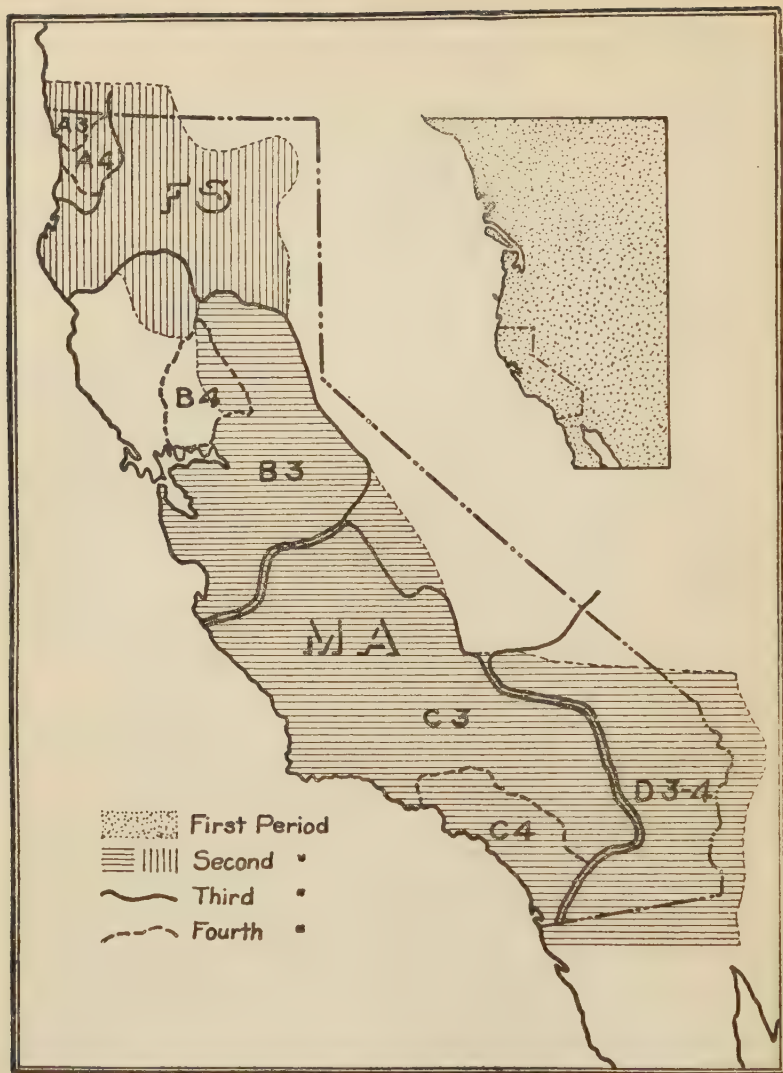 A3
A4
FS
B4
B3
MA
C3
D3-4
C4
First Period
Second "
Third "
Fourth "